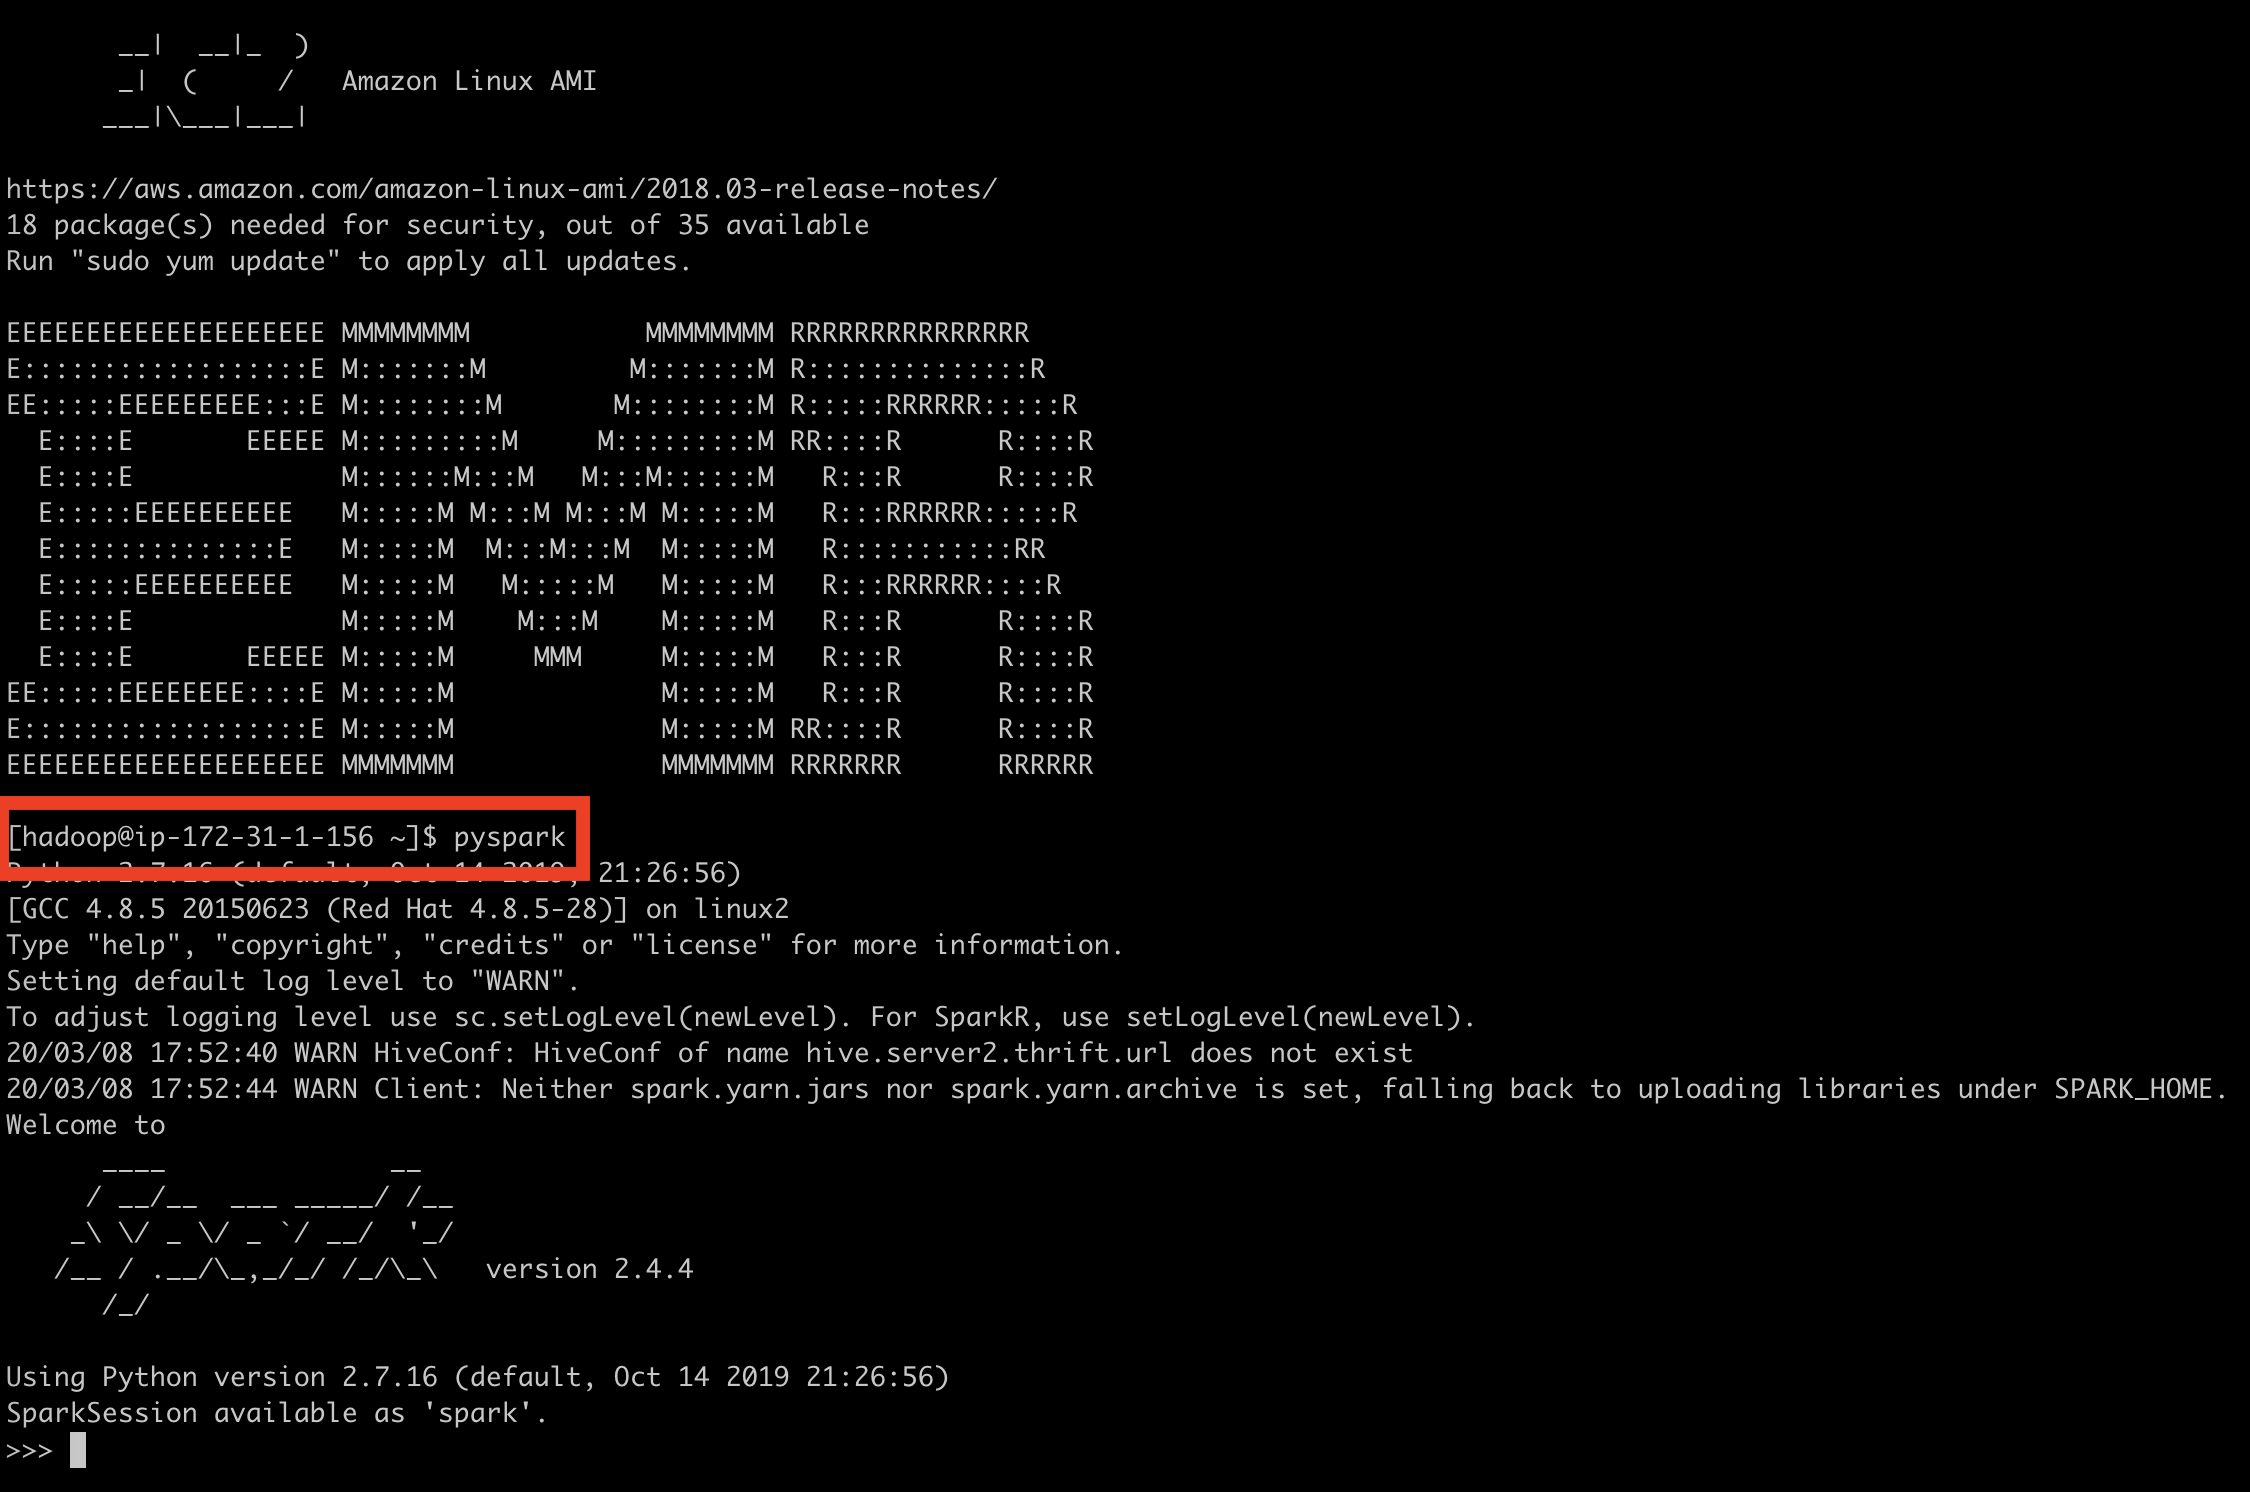 __|  __|_  )
       _|  (     /   Amazon Linux AMI
      ___|\___|___|

https://aws.amazon.com/amazon-linux-ami/2018.03-release-notes/
18 package(s) needed for security, out of 35 available
Run "sudo yum update" to apply all updates.

EEEEEEEEEEEEEEEEEEEE MMMMMMMM           MMMMMMMM RRRRRRRRRRRRRRR
E::::::::::::::::::E M:::::::M         M:::::::M R::::::::::::::R
EE:::::EEEEEEEEE:::E M::::::::M       M::::::::M R:::::RRRRRR:::::R
  E::::E       EEEEE M:::::::::M     M:::::::::M RR::::R      R::::R
  E::::E             M::::::M:::M   M:::M::::::M   R:::R      R::::R
  E:::::EEEEEEEEEE   M:::::M M:::M M:::M M:::::M   R:::RRRRRR:::::R
  E::::::::::::::E   M:::::M  M:::M:::M  M:::::M   R:::::::::::RR
  E:::::EEEEEEEEEE   M:::::M   M:::::M   M:::::M   R:::RRRRRR::::R
  E::::E             M:::::M    M:::M    M:::::M   R:::R      R::::R
  E::::E       EEEEE M:::::M     MMM     M:::::M   R:::R      R::::R
EE:::::EEEEEEEE::::E M:::::M             M:::::M   R:::R      R::::R
E::::::::::::::::::E M:::::M             M:::::M RR::::R      R::::R
EEEEEEEEEEEEEEEEEEEE MMMMMMM             MMMMMMM RRRRRRR      RRRRRR

[hadoop@ip-172-31-1-156 ~]$ pyspark
Python 2.7.16 (default, Oct 14 2019, 21:26:56)
[GCC 4.8.5 20150623 (Red Hat 4.8.5-28)] on linux2
Type "help", "copyright", "credits" or "license" for more information.
Setting default log level to "WARN".
To adjust logging level use sc.setLogLevel(newLevel). For SparkR, use setLogLevel(newLevel).
20/03/08 17:52:40 WARN HiveConf: HiveConf of name hive.server2.thrift.url does not exist
20/03/08 17:52:44 WARN Client: Neither spark.yarn.jars nor spark.yarn.archive is set, falling back to uploading libraries under SPARK_HOME.
Welcome to
      ____              __
     / __/__  ___ _____/ /__
    _\ \/ _ \/ _ `/ __/  '_/
   /__ / .__/\_,_/_/ /_/\_\   version 2.4.4
      /_/

Using Python version 2.7.16 (default, Oct 14 2019 21:26:56)
SparkSession available as 'spark'.
>>>